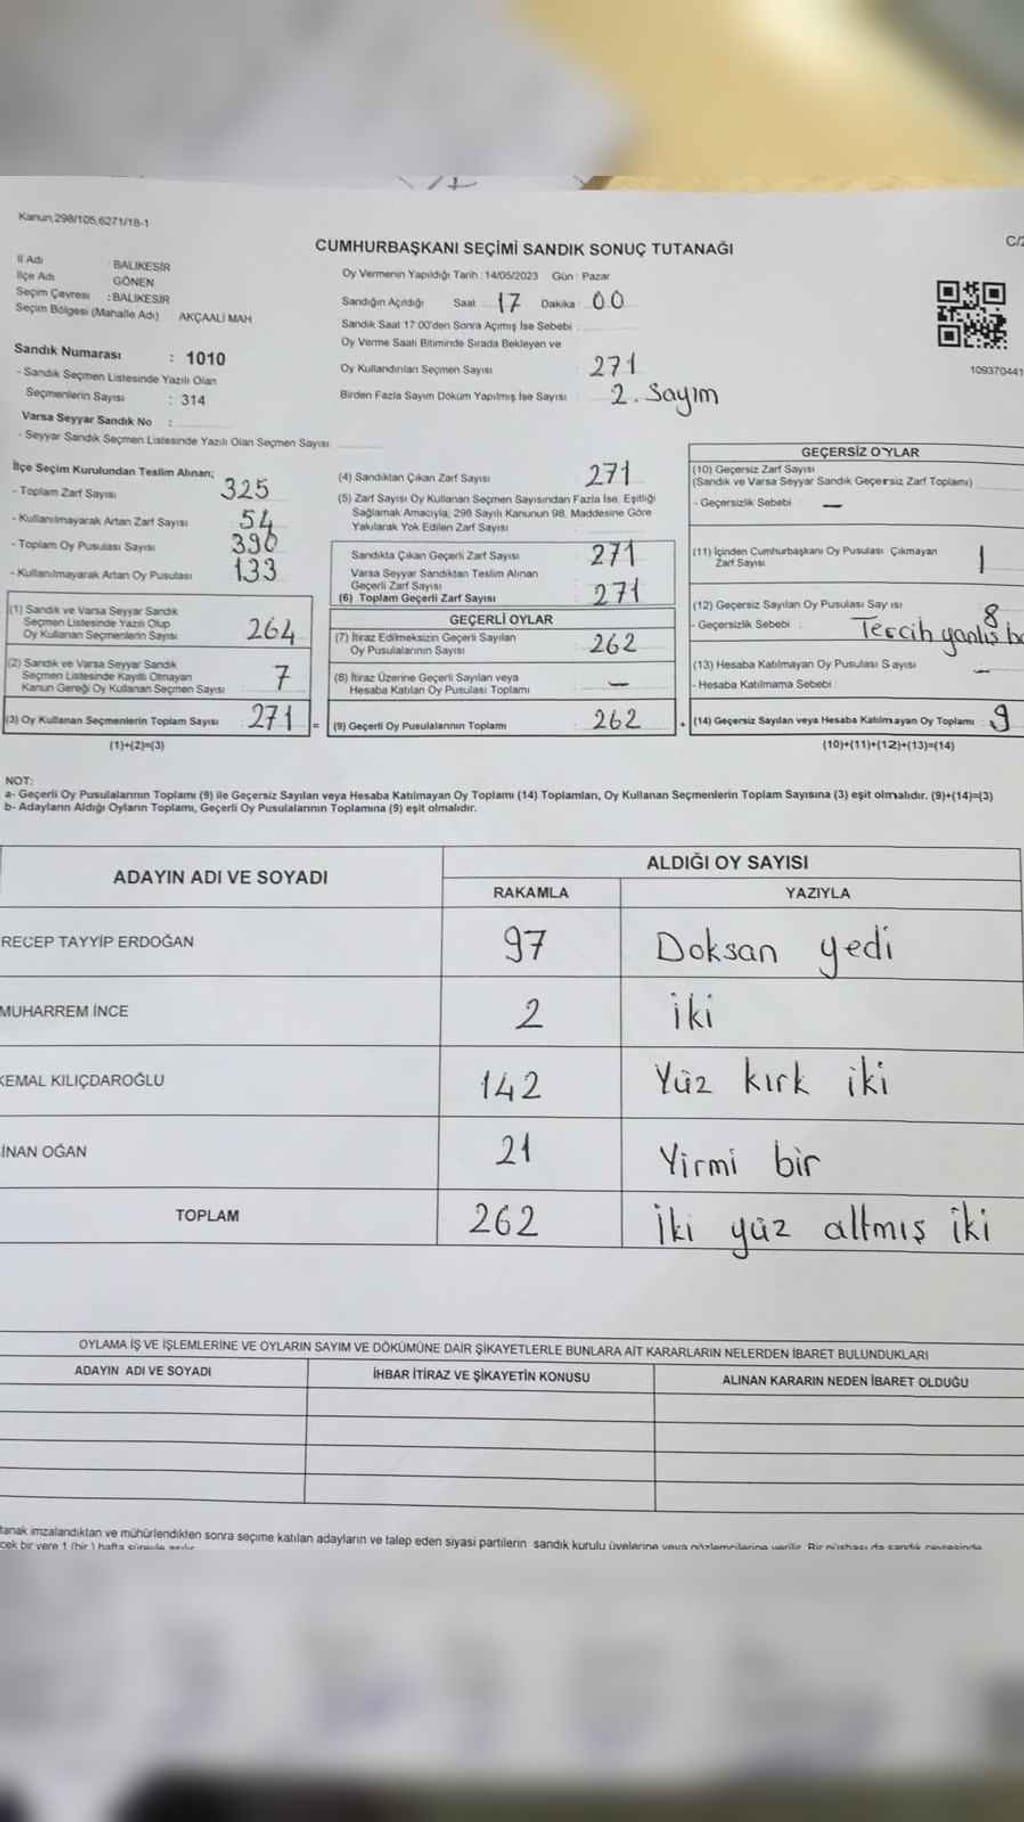 Kanun,298/105,6271/18-1
CUMHURBAŞKANI SEÇİMİ SANDIK SONUÇ TUTANAĞI
C/2
İl Adı : BALIKESİR
İlçe Adı GÖNEN
Seçim Çevresi : BALIKESİR
Seçim Bölgesi (Mahalle Adı) AKÇAALİ MAH
Sandık Numarası : 1010
- Sandık Seçmen Listesinde Yazılı Olan
Seçmenlerin Sayısı : 314
Varsa Seyyar Sandık No :
- Seyyar Sandık Seçmen Listesinde Yazılı Olan Seçmen Sayısı
Oy Vermenin Yapıldığı Tarih : 14/05/2023 Gün : Pazar
Sandığın Açıldığı Saat 17 Dakika 00
Sandık Saat 17:00'den Sonra Açımış İse Sebebi
Oy Verme Saati Bitiminde Sırada Bekleyen ve
Oy Kullandırılan Seçmen Sayısı 271
Birden Fazla Sayım Döküm Yapılmış İse Sayısı 2. Sayım
109370441
İlçe Seçim Kurulundan Teslim Alınan;
- Toplam Zarf Sayısı 325
- Kullanılmayarak Artan Zarf Sayısı 54
- Toplam Oy Pusulası Sayısı
- Kullanılmayarak Artan Oy Pusulası 133
(1) Sandık ve Varsa Seyyar Sandık
Seçmen Listesinde Yazılı Olup
Oy Kullanan Seçmenlerin Sayısı 264
(2) Sandık ve Varsa Seyyar Sandık
Seçmen Listesinde Kayıtlı Olmayan
Kanun Gereği Oy Kullanan Seçmen Sayısı 7
(3) Oy Kullanan Seçmenlerin Toplam Sayısı 271 =
(1)+(2)=(3)
(4) Sandıktan Çıkan Zarf Sayısı 271
(5) Zarf Sayısı Oy Kullanan Seçmen Sayısından Fazla İse, Eşitliği
Sağlamak Amacıyla, 298 Sayılı Kanunun 98. Maddesine Göre
Yakılarak Yok Edilen Zarf Sayısı
Sandıkta Çıkan Geçerli Zarf Sayısı 271
Varsa Seyyar Sandıktan Teslim Alınan
Geçerli Zarf Sayısı
(6) Toplam Geçerli Zarf Sayısı 271
GEÇERLİ OYLAR
(7) İtiraz Edilmeksizin Geçerli Sayılan
Oy Pusulalarının Sayısı 262
(8) İtiraz Üzerine Geçerli Sayılan veya
Hesaba Katılan Oy Pusulası Toplamı —
(9) Geçerli Oy Pusulalarının Toplamı 262
GEÇERSİZ OYLAR
(10) Geçersiz Zarf Sayısı
(Sandık ve Varsa Seyyar Sandık Geçersiz Zarf Toplamı)
- Geçersizlik Sebebi —
(11) İçinden Cumhurbaşkanı Oy Pusulası Çıkmayan
Zarf Sayısı 1
(12) Geçersiz Sayılan Oy Pusulası Sayısı 8
- Geçersizlik Sebebi : Tercih yanlış
(13) Hesaba Katılmayan Oy Pusulası Sayısı —
- Hesaba Katılmama Sebebi :
(14) Geçersiz Sayılan veya Hesaba Katılmayan Oy Toplamı 9
(10)+(11)+(12)+(13)=(14)
NOT:
a- Geçerli Oy Pusulalarının Toplamı (9) ile Geçersiz Sayılan veya Hesaba Katılmayan Oy Toplamı (14) Toplamları, Oy Kullanan Seçmenlerin Toplam Sayısına (3) eşit olmalıdır. (9)+(14)=(3)
b- Adayların Aldığı Oyların Toplamı, Geçerli Oy Pusulalarının Toplamına (9) eşit olmalıdır.
ADAYIN ADI VE SOYADI ALDIĞI OY SAYISI
RAKAMLA YAZIYLA
RECEP TAYYİP ERDOĞAN 97 Doksan yedi
MUHARREM İNCE 2 iki
KEMAL KILIÇDAROĞLU 142 Yüz kırk iki
İNAN OĞAN 21 Yirmi bir
TOPLAM 262 İki yüz altmış iki
OYLAMA İŞ VE İŞLEMLERİNE VE OYLARIN SAYIM VE DÖKÜMÜNE DAİR ŞİKAYETLERLE BUNLARA AİT KARARLARIN NELERDEN İBARET BULUNDUKLARI
ADAYIN ADI VE SOYADI İHBAR İTİRAZ VE ŞİKAYETİN KONUSU ALINAN KARARIN NEDEN İBARET OLDUĞU
tanak imzalandıktan ve mühürlendikten sonra seçime katılan adayların ve talep eden siyasi partilerin sandık kurulu üyelerine veya gözlemcilerine verilir. Bir nüshası da sandık çevresinde